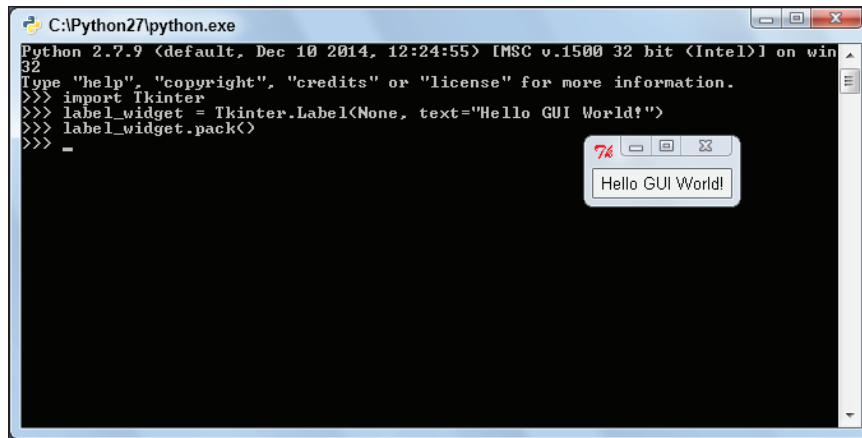 C:\Python27\python.exe
Python 2.7.9 (default, Dec 10 2014, 12:24:55) [MSC v.1500 32 bit (Intel)] on win
32
Type "help", "copyright", "credits" or "license" for more information.
>>> import Tkinter
>>> label_widget = Tkinter.Label(None, text="Hello GUI World!")
>>> label_widget.pack()
>>> _
7%
Hello GUI World!